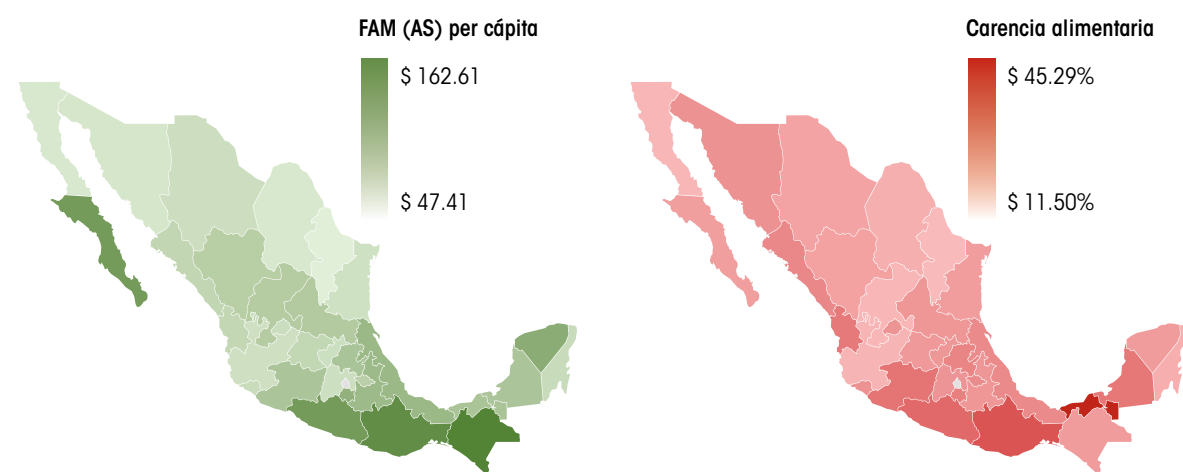 FAM (AS) per cápita
$ 162.61
$ 47.41
Carencia alimentaria
$ 45.29%
$ 11.50%